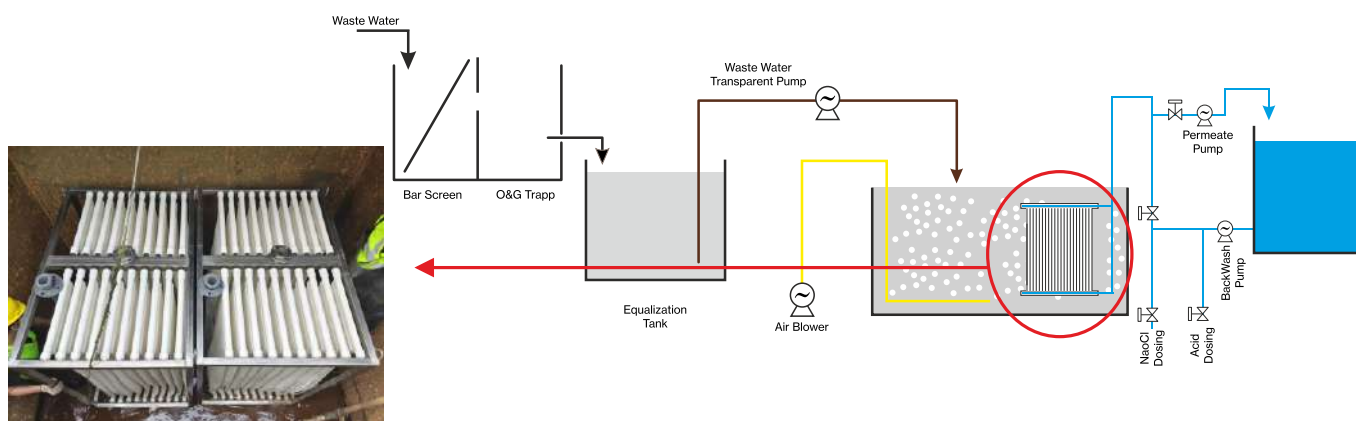 Waste Water
Bar Screen
O&G Trapp
Equalization
Tank
Waste Water
Transparent Pump
Air Blower
Permeate
Pump
BackWash
Pump
NaoCl
Dosing
Acid
Dosing